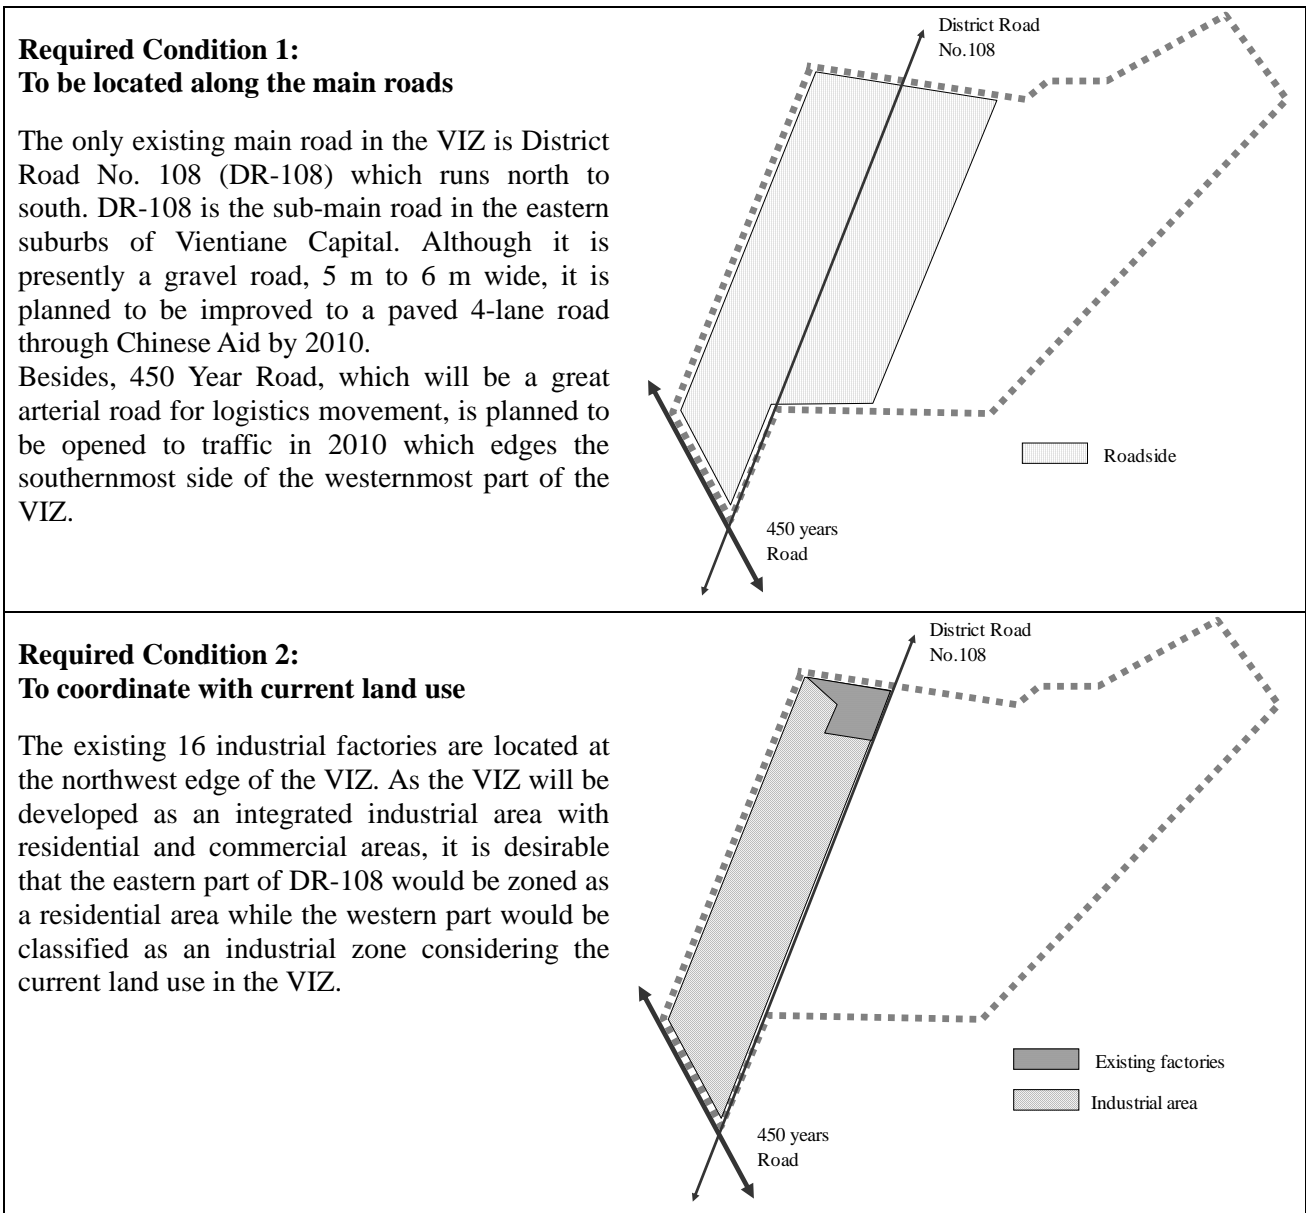 Required Condition 1:
To be located along the main roads
The only existing main road in the VIZ is District
Road No. 108 (DR-108) which runs north to
south. DR-108 is the sub-main road in the eastern
suburbs of Vientiane Capital. Although it is
presently a gravel road, 5 m to 6 m wide, it is
planned to be improved to a paved 4-lane road
through Chinese Aid by 2010.
Besides, 450 Year Road, which will be a great
arterial road for logistics movement, is planned to
be opened to traffic in 2010 which edges the
southernmost side of the westernmost part of the
VIZ.
District Road
No.108
Roadside
450 years
Road
Required Condition 2:
To coordinate with current land use
The existing 16 industrial factories are located at
the northwest edge of the VIZ. As the VIZ will be
developed as an integrated industrial area with
residential and commercial areas, it is desirable
that the eastern part of DR-108 would be zoned as
a residential area while the western part would be
classified as an industrial zone considering the
current land use in the VIZ.
District Road
No.108
Existing factories
Industrial area
450 years
Road